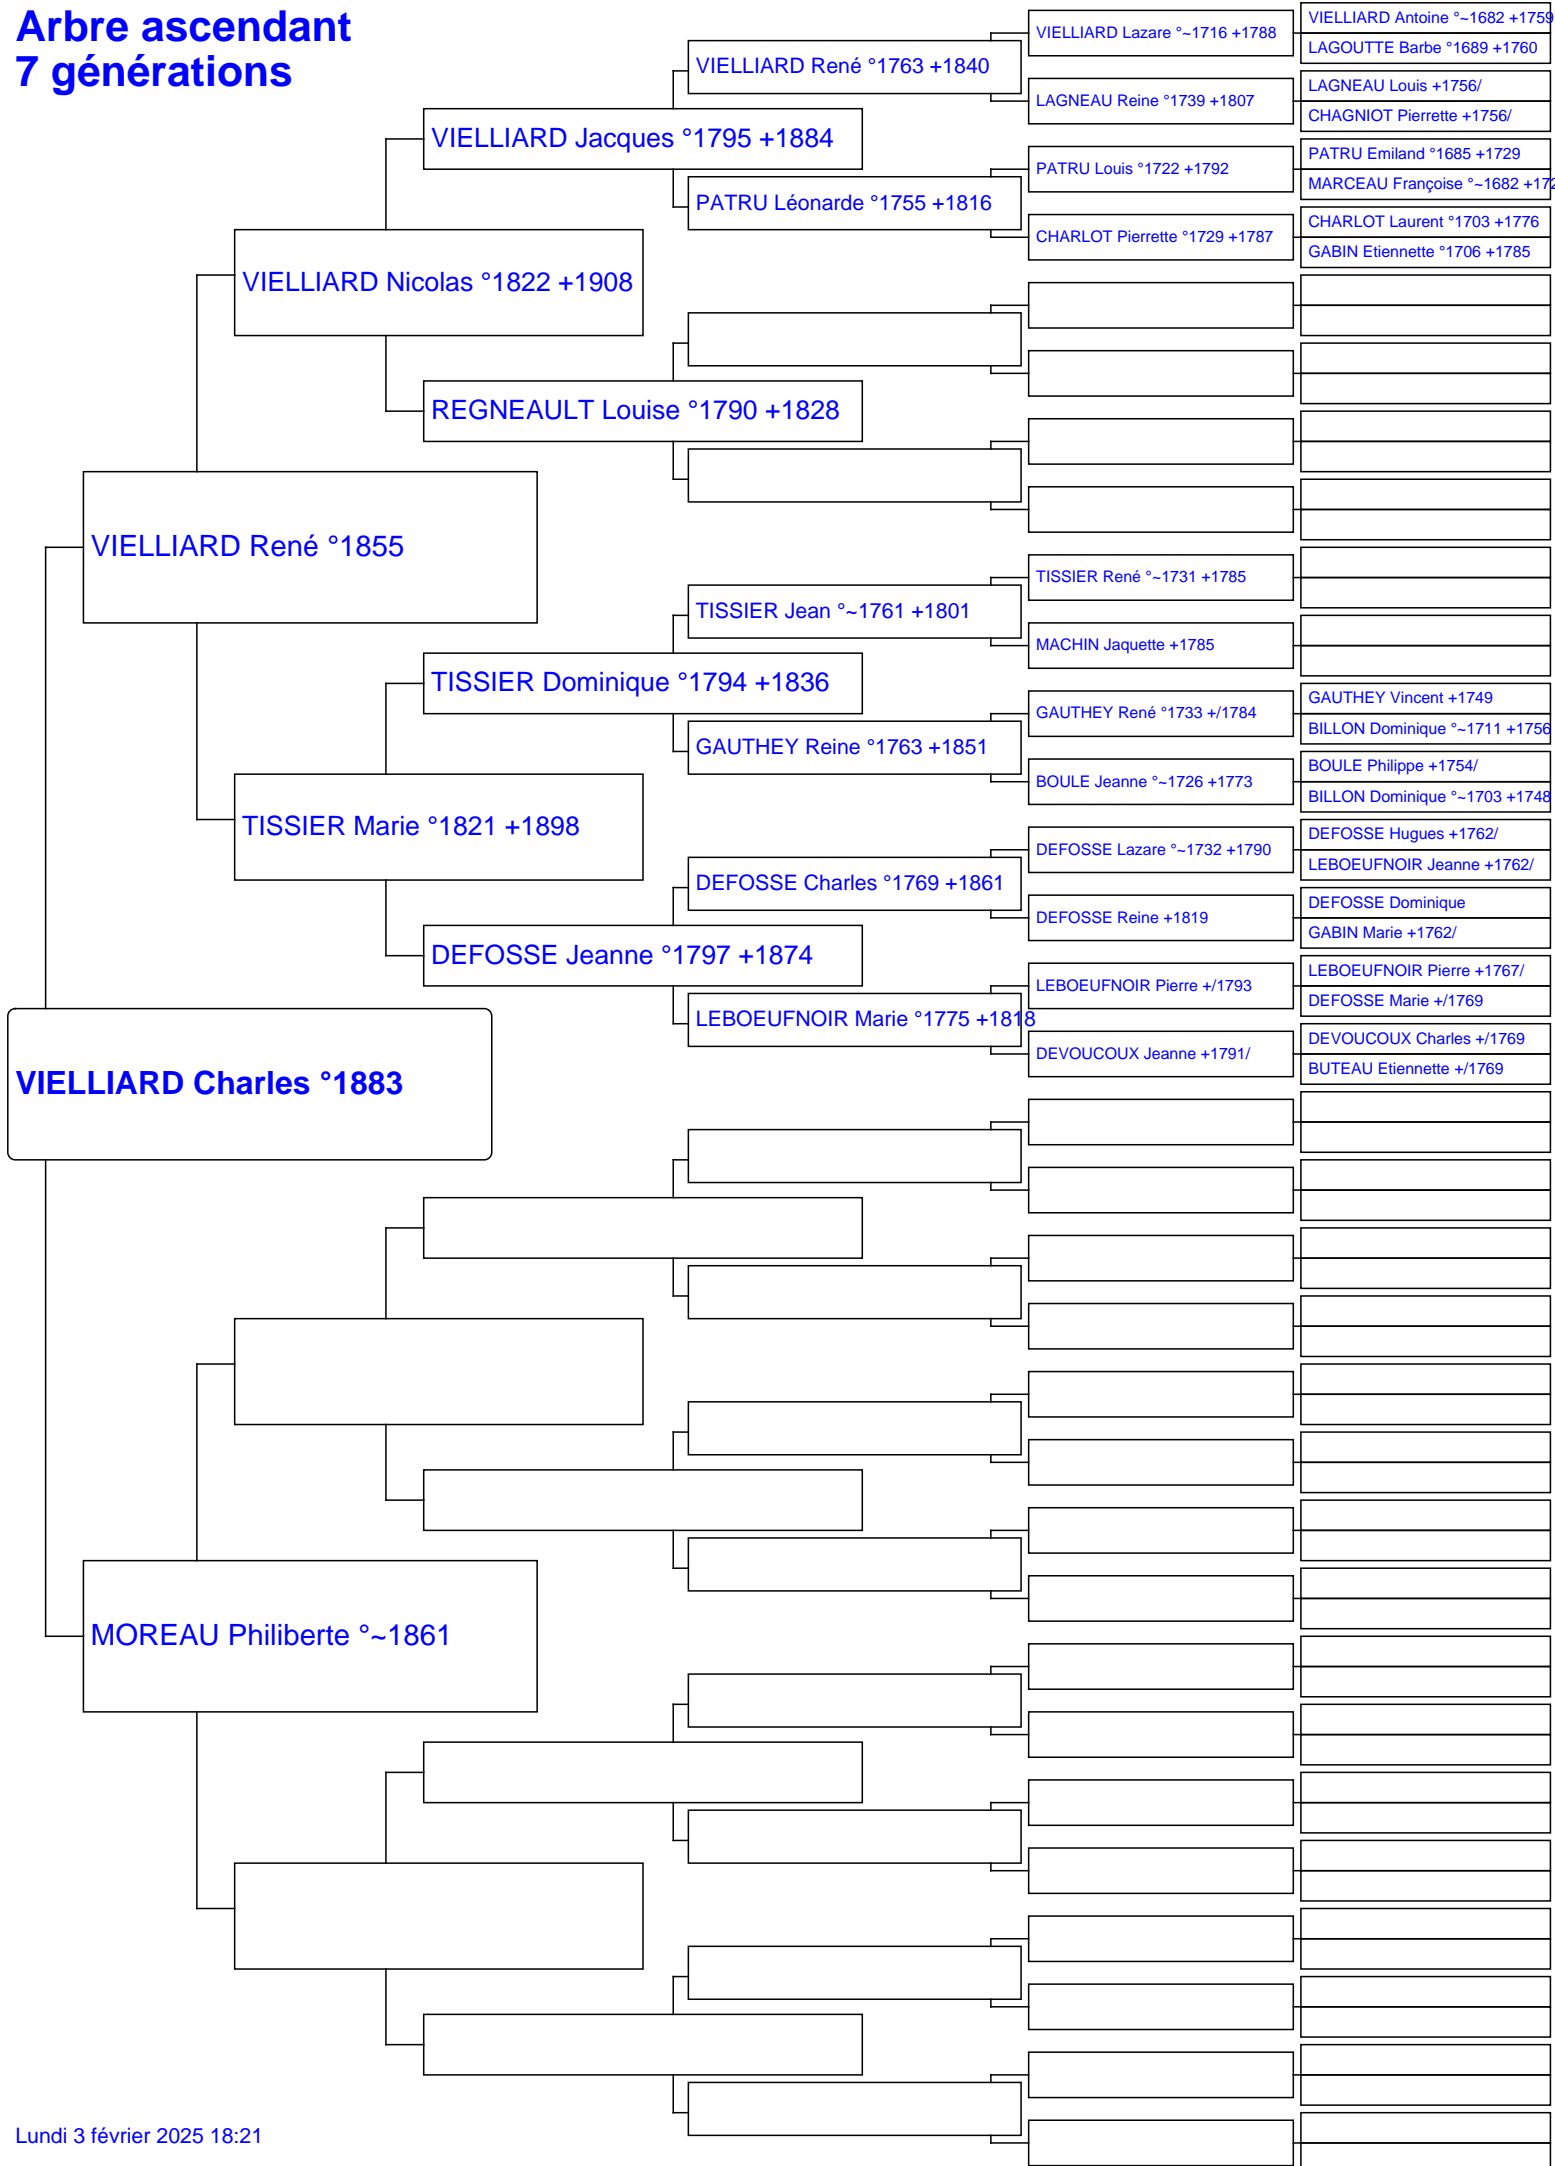 Arbre ascendant
7 générations
VIELLIARD Charles °1883
VIELLIARD René °1855
MOREAU Philiberte °~1861
VIELLIARD Nicolas °1822 +1908
TISSIER Marie °1821 +1898
VIELLIARD Jacques °1795 +1884
REGNEAULT Louise °1790 +1828
TISSIER Dominique °1794 +1836
DEFOSSE Jeanne °1797 +1874
VIELLIARD René °1763 +1840
PATRU Léonarde °1755 +1816
TISSIER Jean °~1761 +1801
GAUTHEY Reine °1763 +1851
DEFOSSE Charles °1769 +1861
LEBOEUFNOIR Marie °1775 +1818
VIELLIARD Lazare °~1716 +1788
LAGNEAU Reine °1739 +1807
PATRU Louis °1722 +1792
CHARLOT Pierrette °1729 +1787
TISSIER René °~1731 +1785
MACHIN Jaquette +1785
GAUTHEY René °1733 +/1784
BOULE Jeanne °~1726 +1773
DEFOSSE Lazare °~1732 +1790
DEFOSSE Reine +1819
LEBOEUFNOIR Pierre +/1793
DEVOUCOUX Jeanne +1791/
VIELLIARD Antoine °~1682 +1759
LAGOUTTE Barbe °1689 +1760
LAGNEAU Louis +1756/
CHAGNIOT Pierrette +1756/
PATRU Emiland °1685 +1729
MARCEAU Françoise °~1682
CHARLOT Laurent °1703 +1776
GABIN Etiennette °1706 +1785
GAUTHEY Vincent +1749
BILLON Dominique °~1711 +1756
BOULE Philippe +1754/
BILLON Dominique °~1703 +1748
DEFOSSE Hugues +1762/
LEBOEUFNOIR Jeanne +1762/
DEFOSSE Dominique
GABIN Marie +1762/
LEBOEUFNOIR Pierre +1767/
DEFOSSE Marie +/1769
DEVOUCOUX Charles +/1769
BUTEAU Etiennette +/1769
Lundi 3 février 2025 18:21